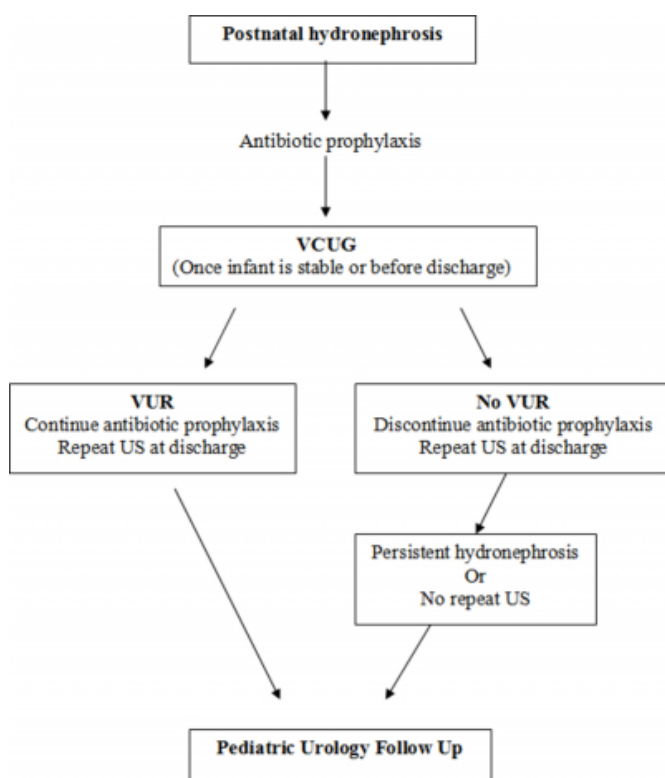 Postnatal hydronephrosis
Antibiotic prophylaxis
VCUG
(Once infant is stable or before discharge)
VUR
Continue antibiotic prophylaxis
Repeat US at discharge
No VUR
Discontinue antibiotic prophylaxis
Repeat US at discharge
Persistent hydronephrosis
Or
No repeat US
Pediatric Urology Follow Up